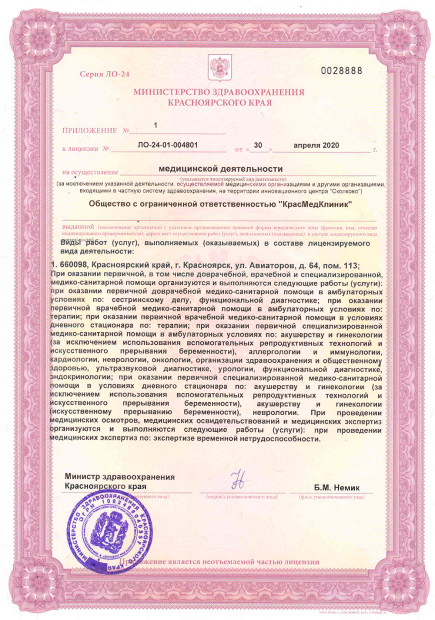 Серия ЛО-24
0028888
МИНИСТЕРСТВО ЗДРАВООХРАНЕНИЯ
КРАСНОЯРСКОГО КРАЯ
ПРИЛОЖЕНИЕ № 1
к лицензии № ЛО-24-01-004801 от « 30 апреля 2020
на осуществление медицинской деятельности
(указывается лицензируемый вид деятельности)
(за исключением указанной деятельности, осуществляемой медицинскими организациями и другими организациями,
входящими в частную систему здравоохранения, на территории инновационного центра "Сколково")
Общество с ограниченной ответственностью "КрасМедКлиник"
выданной
Виды работ (услуг), выполняемых (оказываемых) в составе лицензируемого
вида деятельности:
1. 660098, Красноярский край, г. Красноярск, ул. Авиаторов, д. 64, пом. 113;
При оказании первичной, в том числе доврачебной, врачебной и специализированной,
медико-санитарной помощи организуются и выполняются следующие работы (услуги):
при оказании первичной доврачебной медико-санитарной помощи в амбулаторных
условиях по: сестринскому делу, функциональной диагностике; при оказании
первичной врачебной медико-санитарной помощи в амбулаторных условиях по:
терапии; при оказании первичной врачебной медико-санитарной помощи в условиях
дневного стационара по: терапии; при оказании первичной специализированной
медико-санитарной помощи в амбулаторных условиях по: акушерству и гинекологии
(за исключением использования вспомогательных репродуктивных технологий и
искусственного прерывания беременности), аллергологии и иммунологии,
кардиологии, неврологии, онкологии, организации здравоохранения и общественному
здоровью, ультразвуковой диагностике, урологии, функциональной диагностике,
эндокринологии; при оказании первичной специализированной медико-санитарной
помощи в условиях дневного стационара по: акушерству и гинекологии (за
исключением использования вспомогательных репродуктивных технологий и
искусственного прерывания беременности), акушерству и гинекологии
(искусственному прерыванию беременности), неврологии. При проведении
медицинских осмотров, медицинских освидетельствований и медицинских экспертиз
организуются и выполняются следующие работы (услуги): при проведении
медицинских экспертиз по: экспертизе временной нетрудоспособности.
Министр здравоохранения
Красноярского края
Б.М. Немик
(подпись уполномоченного лица)
является неотъемлемой частью лицензии